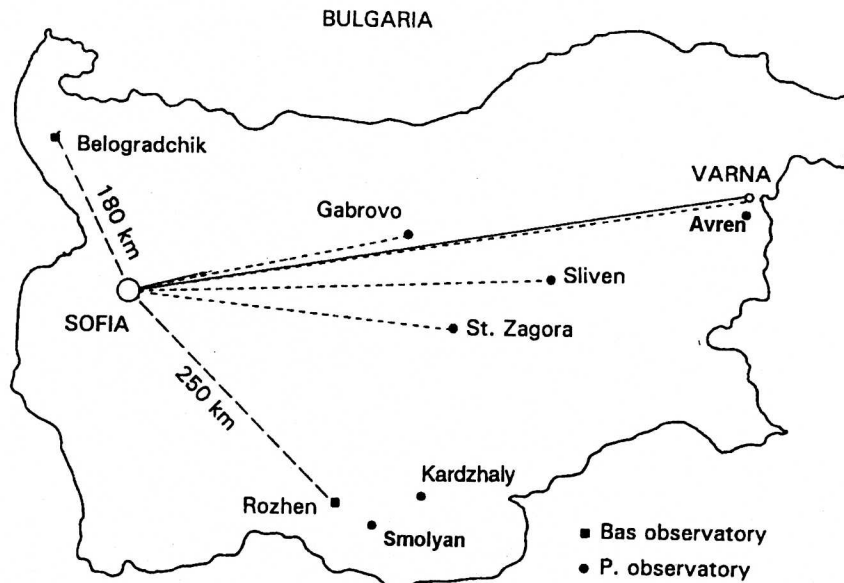 BULGARIA
Belogradchik
180 km
VARNA
Gabrovo
Avren
Sliven
SOFIA
St. Zagora
250 km
Kardzhaly
Rozhen
Smolyan
Bas observatory
P. observatory